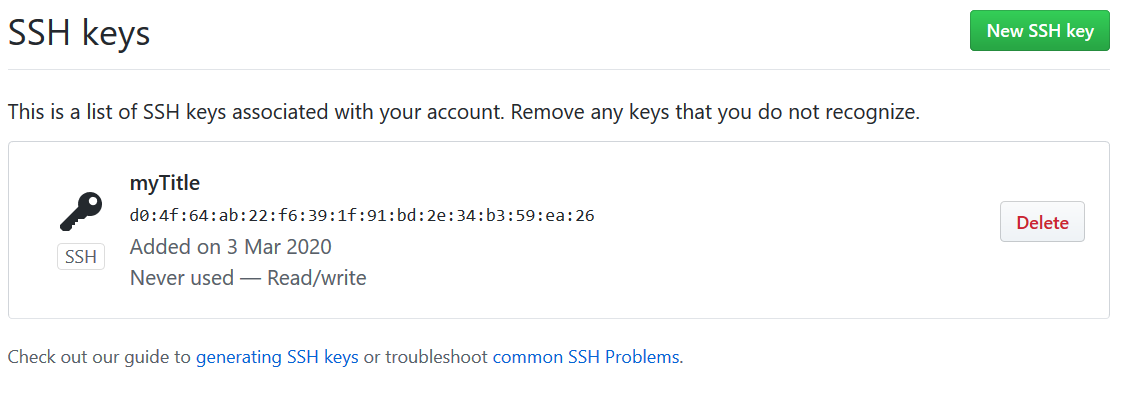 SSH keys
New SSH key
This is a list of SSH keys associated with your account. Remove any keys that you do not recognize.
myTitle
d0:4f:64:ab:22:f6:39:1f:91:bd:2e:34:b3:59:ea:26
SSH
Added on 3 Mar 2020
Never used — Read/write
Delete
Check out our guide to generating SSH keys or troubleshoot common SSH Problems.